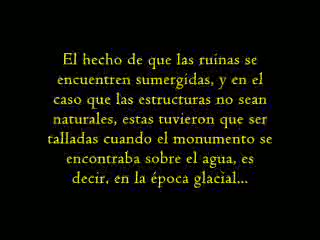 El hecho de que las ruinas se
encuentren sumergidas, y en el
caso que las estructuras no sean
naturales, estas tuvieron que ser
talladas cuando el monumento se
encontraba sobre el agua, es
decir, en la época glacial...